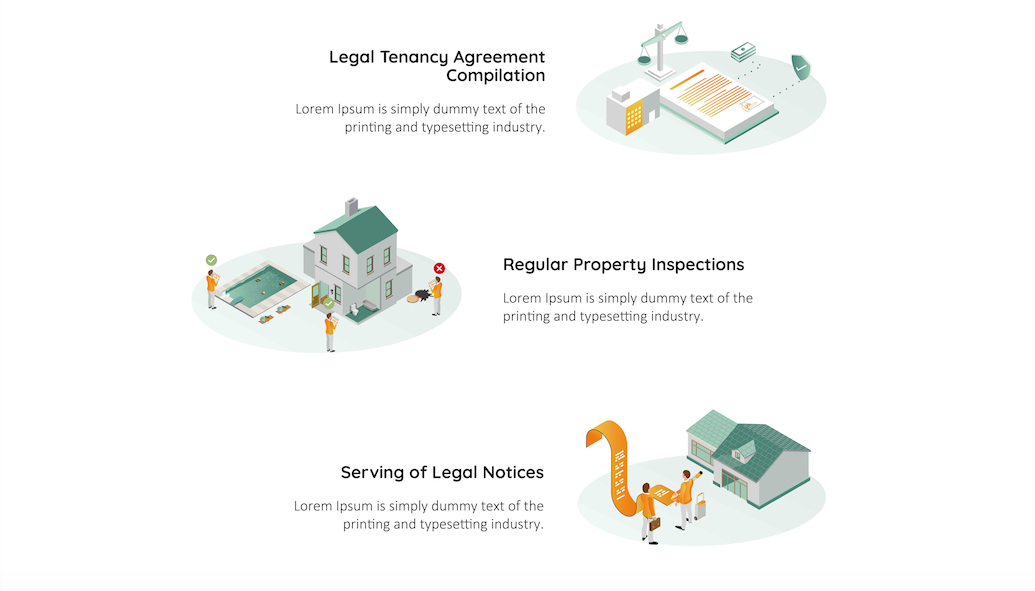 Legal Tenancy Agreement
Compilation
Lorem Ipsum is simply dummy text of the
printing and typesetting industry.
Regular Property Inspections
Lorem Ipsum is simply dummy text of the
printing and typesetting industry.
Serving of Legal Notices
Lorem Ipsum is simply dummy text of the
printing and typesetting industry.